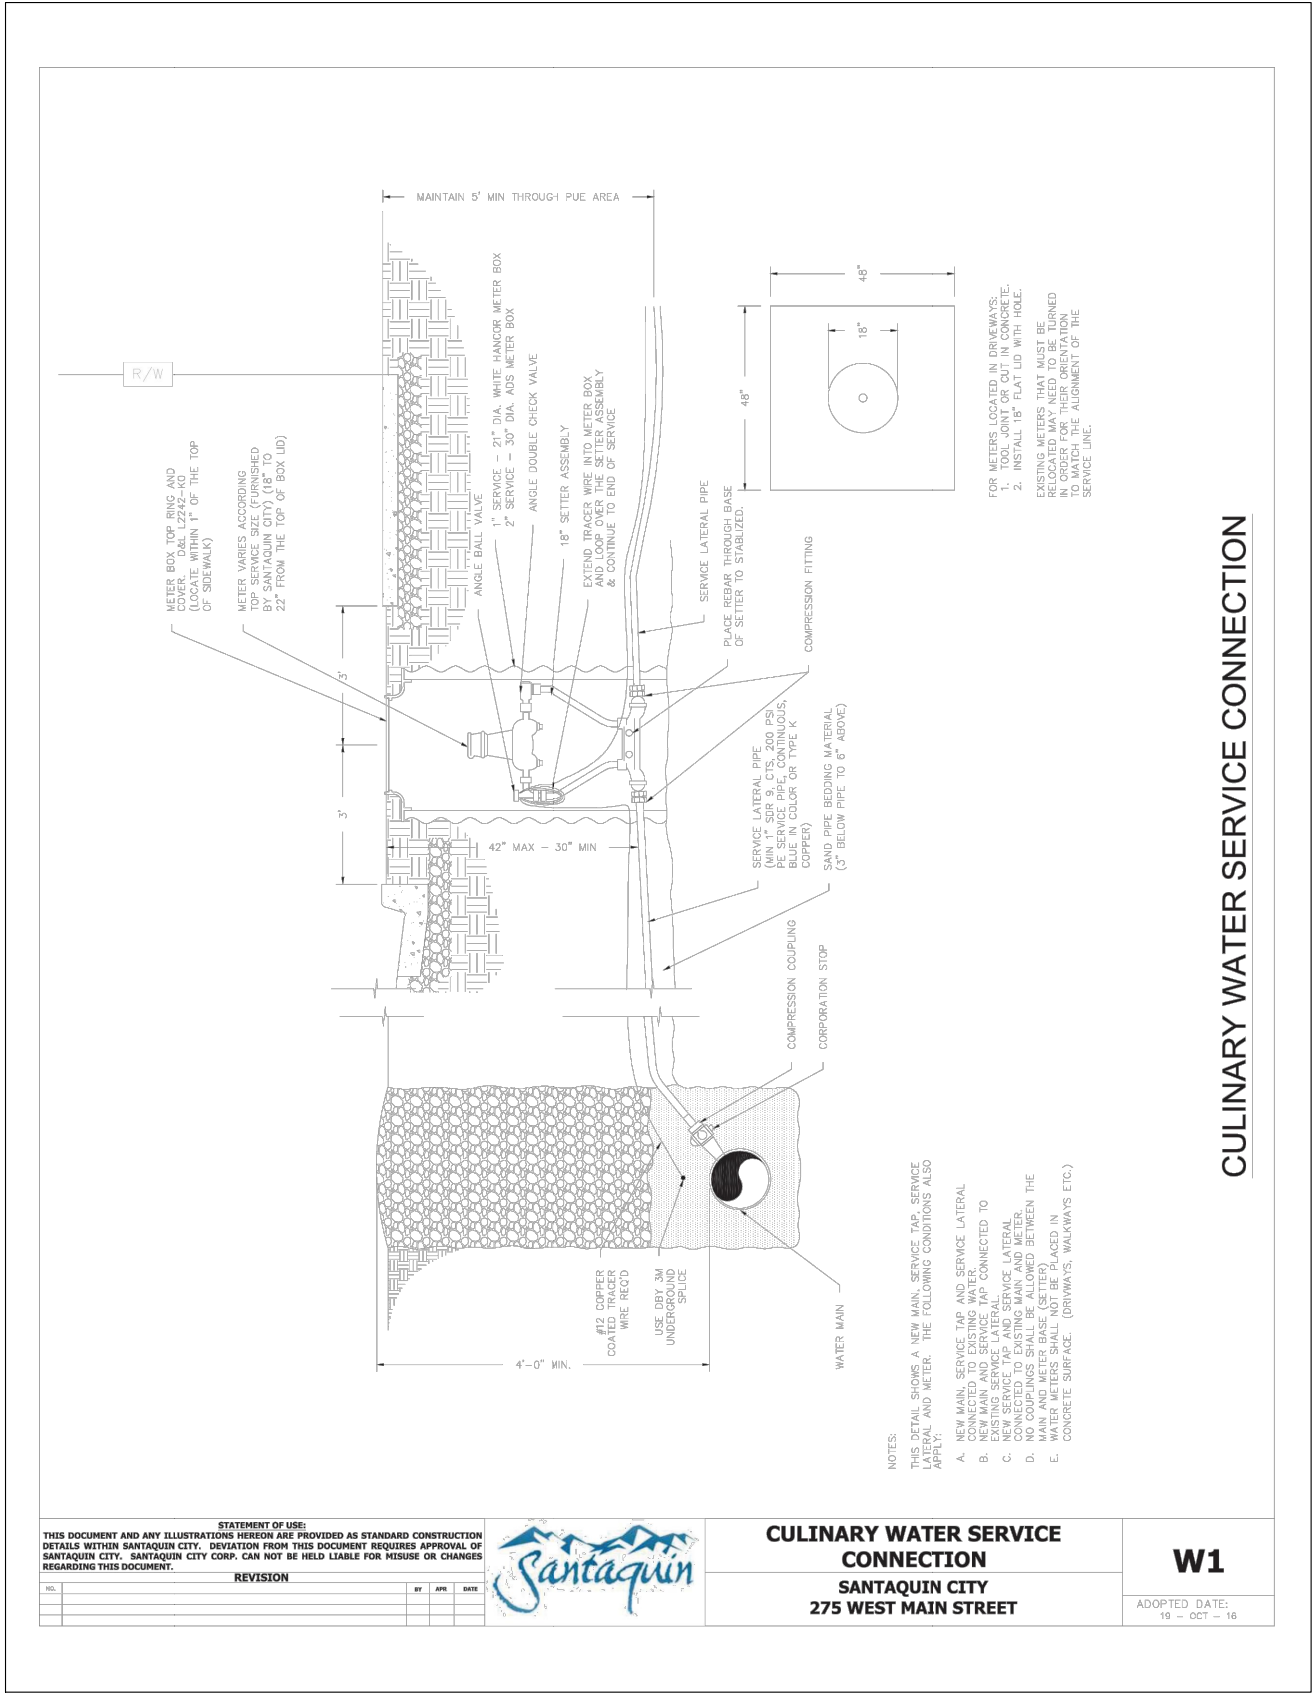 MAINTAIN 5' MIN THROUGH PUE AREA
R/W
METER BOX TOP RING AND
COVER. D&L L2242-K0
(LOCATE WITHIN 1" OF THE TOP
OF SIDEWALK)
METER VARIES ACCORDING
TOP SERVICE SIZE (FURNISHED
BY SANTAQUIN CITY) (18" TO
22" FROM THE TOP OF BOX LID)
3'
3'
ANGLE BALL VALVE
1" SERVICE - 21" DIA. WHITE HANCOR METER BOX
2" SERVICE - 30" DIA. ADS METER BOX
ANGLE DOUBLE CHECK VALVE
18" SETTER ASSEMBLY
EXTEND TRACER WIRE INTO METER BOX
AND LOOP OVER THE SETTER ASSEMBLY
& CONTINUE TO END OF SERVICE
SERVICE LATERAL PIPE
PLACE REBAR THROUGH BASE
OF SETTER TO STABLIZED.
COMPRESSION FITTING
48"
48"
18"
FOR METERS LOCATED IN DRIVEWAYS:
1. TOOL JOINT OR CUT IN CONCRETE.
2. INSTALL 18" FLAT LID WITH HOLE.
EXISTING METERS THAT MUST BE
RELOCATED MAY NEED TO BE TURNED
IN ORDER FOR THEIR ORIENTATION
TO MATCH THE ALIGNMENT OF THE
SERVICE LINE.
42" MAX - 30" MIN
SERVICE LATERAL PIPE
(MIN 1" SDR 9, CTS, 200 PSI
PE SERVICE PIPE, CONTINUOUS,
BLUE IN COLOR OR TYPE K
COPPER)
SAND PIPE BEDDING MATERIAL
(3" BELOW PIPE TO 6" ABOVE)
COMPRESSION COUPLING
CORPORATION STOP
#12 COPPER
COATED TRACER
WIRE REQ'D
USE DBY 3M
UNDERGROUND
SPLICE
4'-0" MIN.
WATER MAIN
NOTES:
THIS DETAIL SHOWS A NEW MAIN, SERVICE TAP, SERVICE
LATERAL AND METER. THE FOLLOWING CONDITIONS ALSO
APPLY:
A. NEW MAIN, SERVICE TAP AND SERVICE LATERAL
CONNECTED TO EXISTING WATER.
B. NEW MAIN AND SERVICE TAP CONNECTED TO
EXISTING SERVICE LATERAL.
C. NEW SERVICE TAP AND SERVICE LATERAL
CONNECTED TO EXISTING MAIN AND METER.
D. NO COUPLINGS SHALL BE ALLOWED BETWEEN THE
MAIN AND METER BASE (SETTER)
E. WATER METERS SHALL NOT BE PLACED IN
CONCRETE SURFACE. (DRIVWAYS, WALKWAYS ETC.)
CULINARY WATER SERVICE CONNECTION
STATEMENT OF USE:
THIS DOCUMENT AND ANY ILLUSTRATIONS HEREON ARE PROVIDED AS STANDARD CONSTRUCTION
DETAILS WITHIN SANTAQUIN CITY. DEVIATION FROM THIS DOCUMENT REQUIRES APPROVAL OF
SANTAQUIN CITY. SANTAQUIN CITY CORP. CAN NOT BE HELD LIABLE FOR MISUSE OR CHANGES
REGARDING THIS DOCUMENT.
REVISION
NO. BY APR DATE
Santaquin
CULINARY WATER SERVICE
CONNECTION
SANTAQUIN CITY
275 WEST MAIN STREET
W1
ADOPTED DATE:
19 - OCT - 16